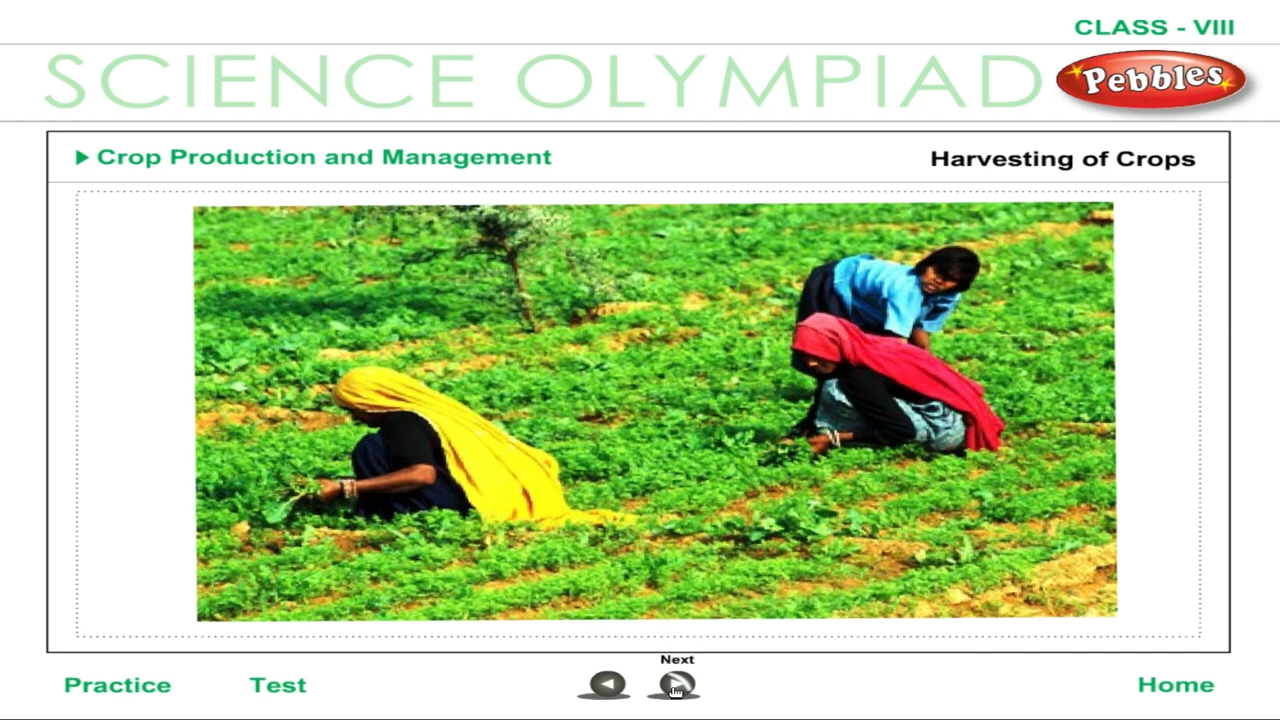 CLASS - VIII
SCIENCE OLYMPIAD
Pebbles
Crop Production and Management
Harvesting of Crops
Next
Practice
Test
Home